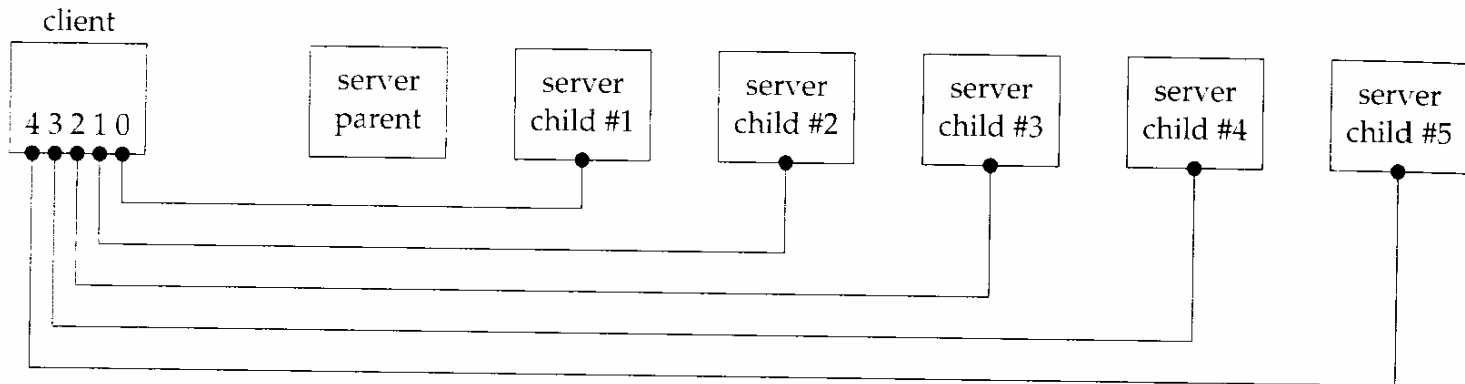 client
4 3 2 1 0
server
parent
server
child #1
server
child #2
server
child #3
server
child #4
server
child #5